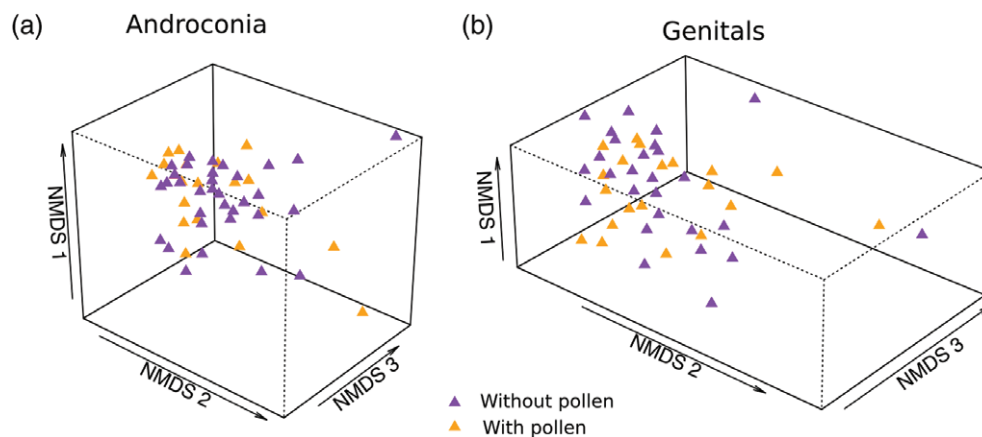 (a) Androconia
(b) Genitals
NMDS 1
NMDS 2
NMDS 3
NMDS 1
NMDS 2
NMDS 3
Without pollen
With pollen